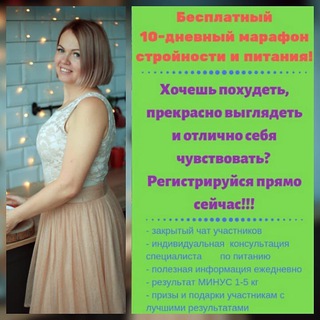 Бесплатный
10-дневный марафон
стройности и питания!
Хочешь похудеть,
прекрасно выглядеть
и отлично себя
чувствовать?
Регистрируйся прямо
сейчас!!!
- закрытый чат участников
- индивидуальная консультация
специалиста по питанию
- полезная информация ежедневно
- результат МИНУС 1-5 кг
- призы и подарки участникам с
лучшими результатами